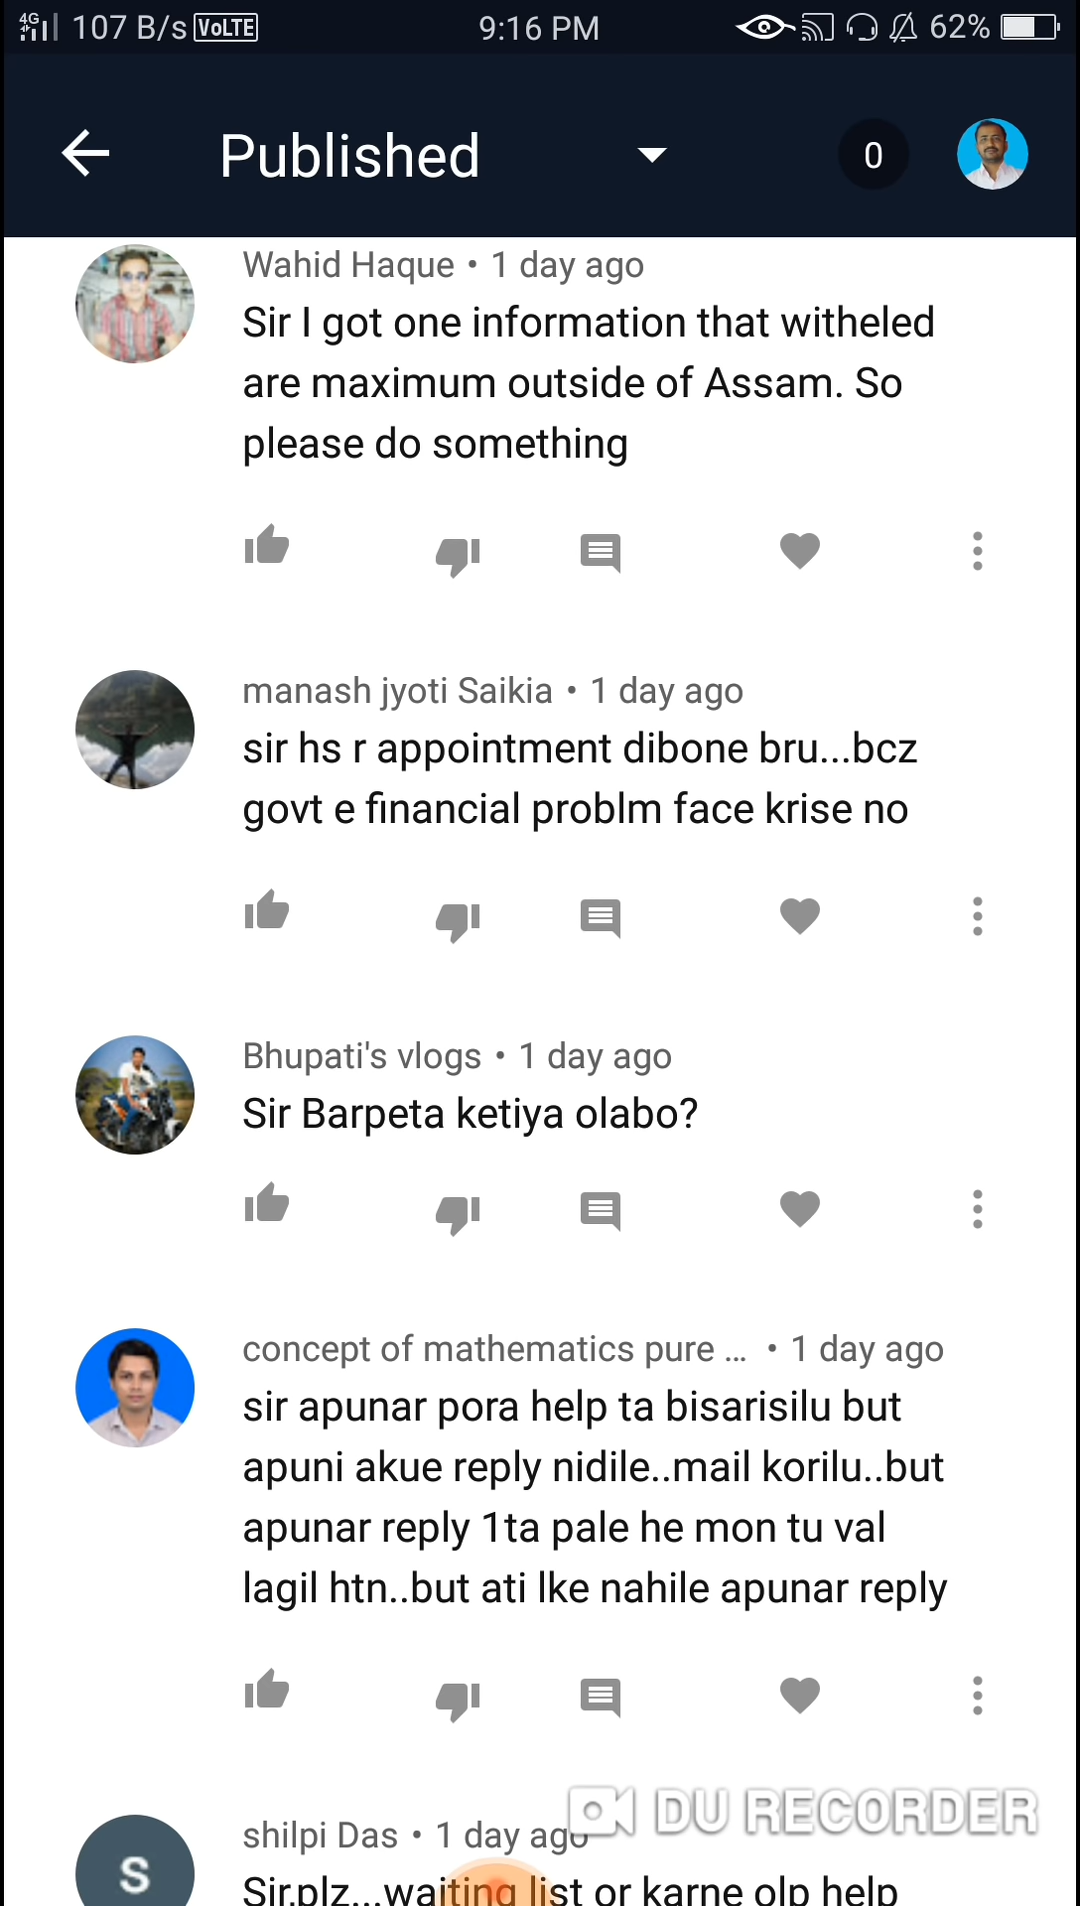 4G 107 B/s VoLTE 9:16 PM 62%
Published 0
Wahid Haque • 1 day ago
Sir I got one information that witheled
are maximum outside of Assam. So
please do something
manash jyoti Saikia • 1 day ago
sir hs r appointment dibone bru...bcz
govt e financial problm face krise no
Bhupati's vlogs • 1 day ago
Sir Barpeta ketiya olabo?
concept of mathematics pure ... • 1 day ago
sir apunar pora help ta bisarisilu but
apuni akue reply nidile..mail korilu..but
apunar reply 1ta pale he mon tu val
lagil htn..but ati lke nahile apunar reply
DU RECORDER
shilpi Das • 1 day ago
S
Sir.plz...waiting list or karne olp help